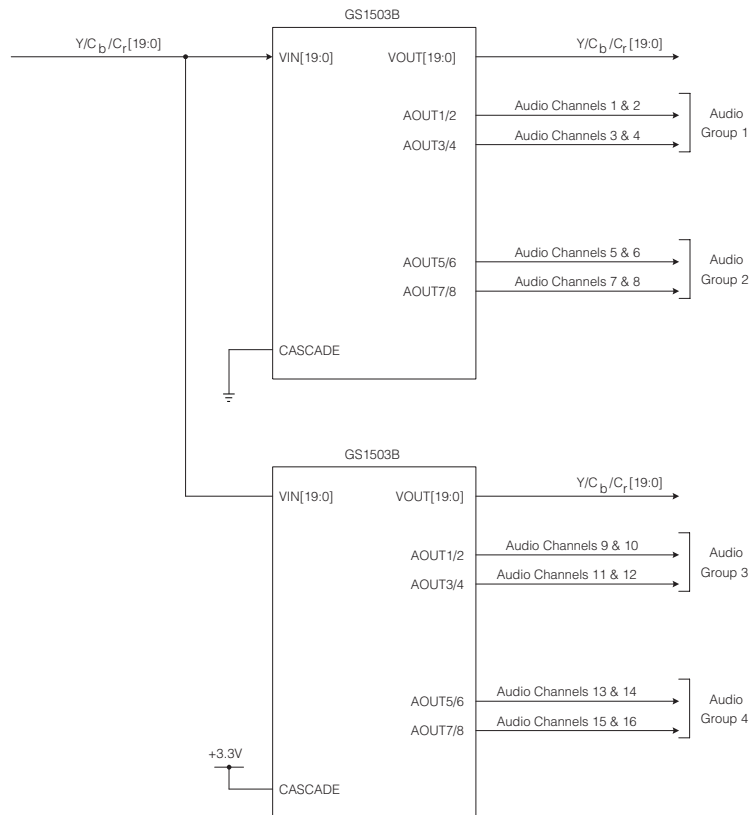 GS1503B
Y/Cb/Cr[19:0]
VIN[19:0]
VOUT[19:0]
Y/Cb/Cr[19:0]
AOUT1/2
Audio Channels 1 & 2
AOUT3/4
Audio Channels 3 & 4
Audio
Group 1
AOUT5/6
Audio Channels 5 & 6
AOUT7/8
Audio Channels 7 & 8
Audio
Group 2
CASCADE
GS1503B
VIN[19:0]
VOUT[19:0]
Y/Cb/Cr[19:0]
AOUT1/2
Audio Channels 9 & 10
AOUT3/4
Audio Channels 11 & 12
Audio
Group 3
AOUT5/6
Audio Channels 13 & 14
AOUT7/8
Audio Channels 15 & 16
Audio
Group 4
+3.3V
CASCADE